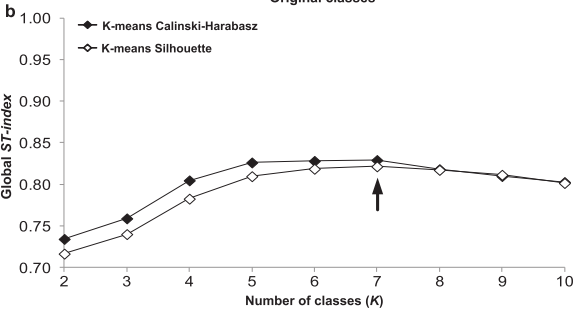 Original classes
b
1.00
K-means Calinski-Harabasz
K-means Silhouette
0.95
0.90
0.85
0.80
0.75
0.70
Global ST-index
2 3 4 5 6 7 8 9 10
Number of classes (K)